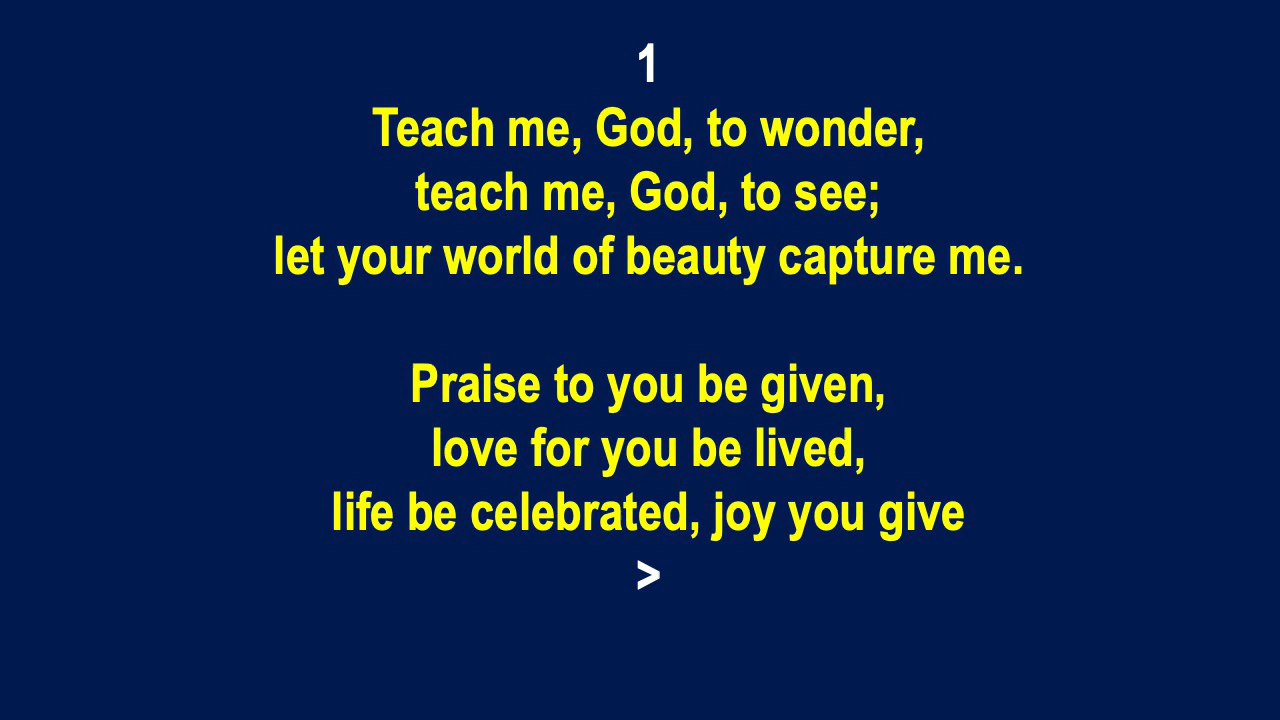 1
Teach me, God, to wonder,
teach me, God, to see;
let your world of beauty capture me.
Praise to you be given,
love for you be lived,
life be celebrated, joy you give
>